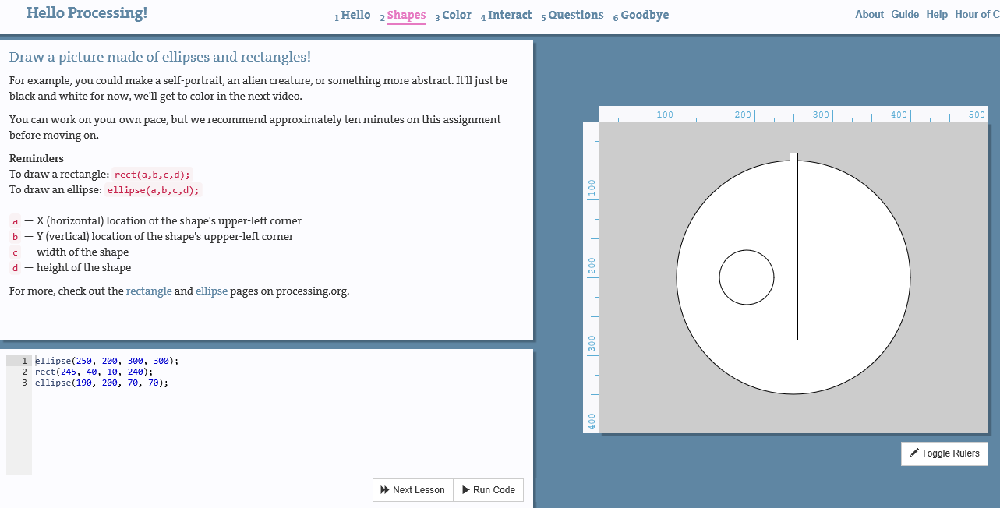 Hello Processing!
1 Hello 2 Shapes 3 Color 4 Interact 5 Questions 6 Goodbye
About Guide Help Hour of C
Draw a picture made of ellipses and rectangles!
For example, you could make a self-portrait, an alien creature, or something more abstract. It'll just be
black and white for now, we'll get to color in the next video.
You can work on your own pace, but we recommend approximately ten minutes on this assignment
before moving on.
Reminders
To draw a rectangle: rect(a,b,c,d);
To draw an ellipse: ellipse(a,b,c,d);
a — X (horizontal) location of the shape's upper-left corner
b — Y (vertical) location of the shape's uppper-left corner
c — width of the shape
d — height of the shape
For more, check out the rectangle and ellipse pages on processing.org.
1 ellipse(250, 200, 300, 300);
2 rect(245, 40, 10, 240);
3 ellipse(190, 200, 70, 70);
Next Lesson
Run Code
100 200 300 400 500
100
200
300
400
Toggle Rulers